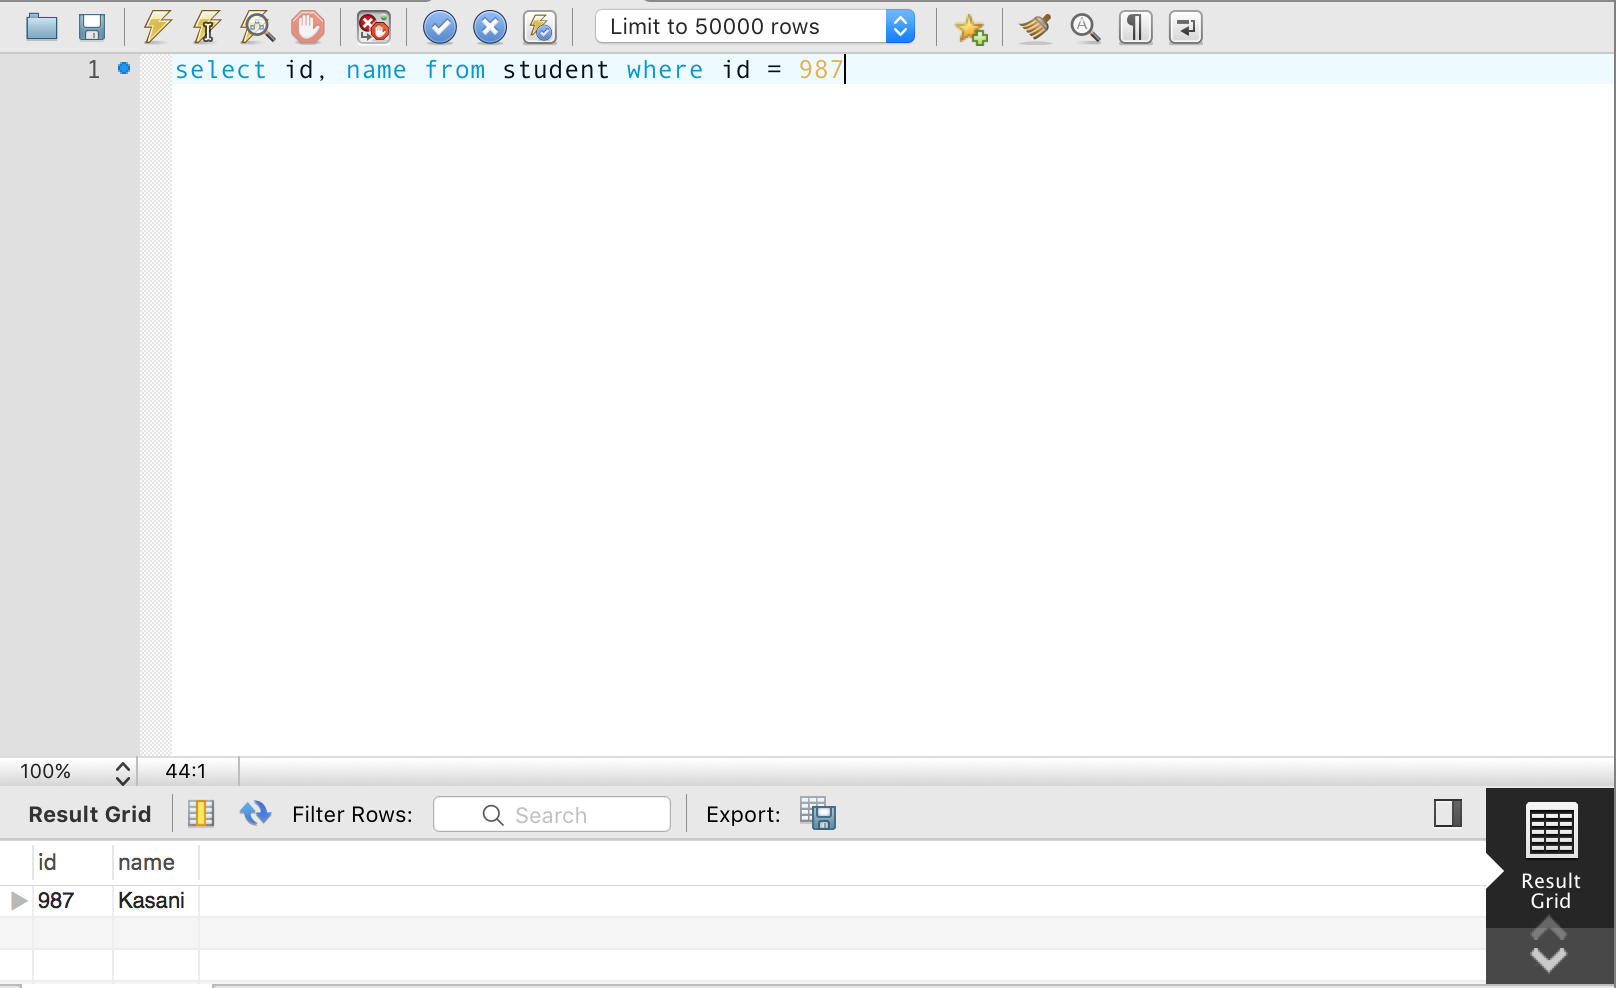 Limit to 50000 rows
1 select id, name from student where id = 987
100% 44:1
Result Grid Filter Rows: Search Export:
id name
987 Kasani
Result
Grid